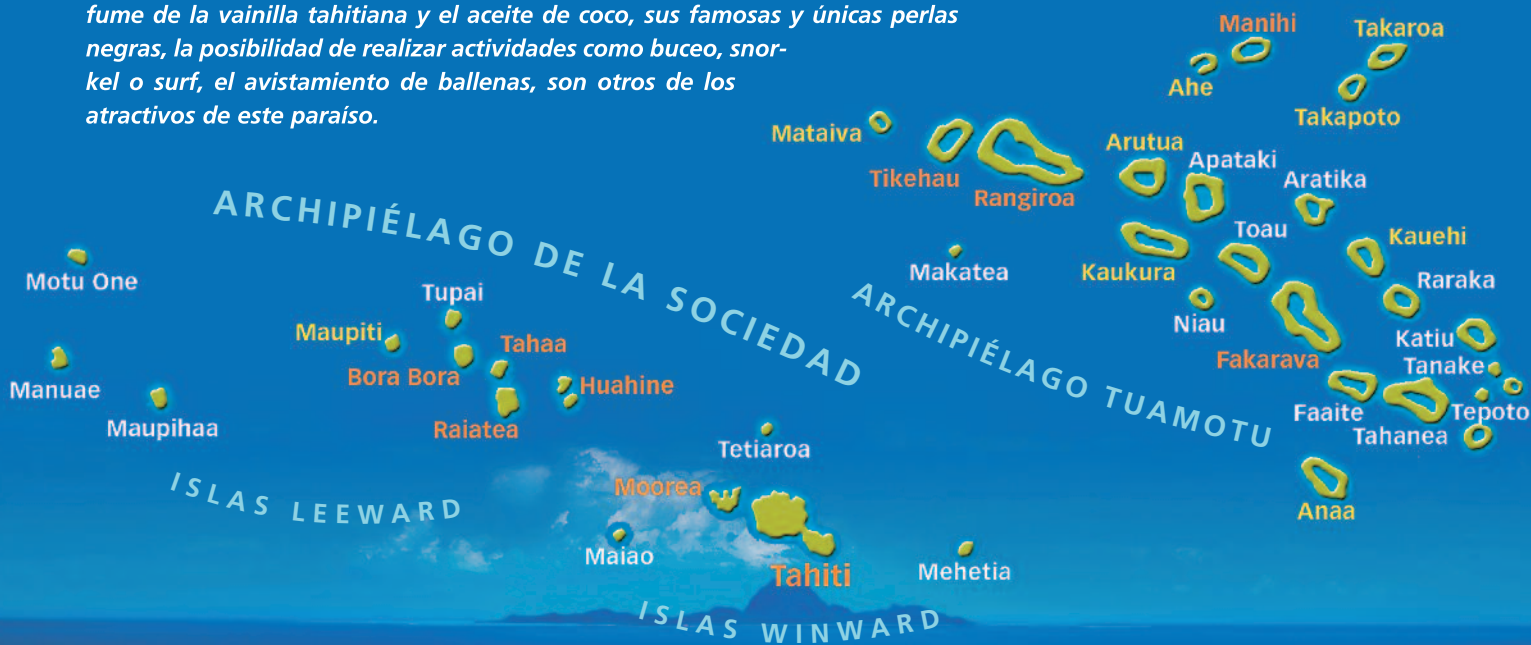 fume de la vainilla tahitiana y el aceite de coco, sus famosas y únicas perlas
negras, la posibilidad de realizar actividades como buceo, snor-
kel o surf, el avistamiento de ballenas, son otros de los
atractivos de este paraíso.
Manihi
Takaroa
Ahe
Takapoto
Mataiva
Tikehau
Rangiroa
Arutua
Apataki
Aratika
ARCHIPIÉLAGO DE LA SOCIEDAD
Toau
Kauehi
Makatea
Kaukura
Raraka
Motu One
Tupai
ARCHIPIÉLAGO TUAMOTU
Niau
Katiu
Maupiti
Tahaa
Fakarava
Tanake
Bora Bora
Huahine
Manuae
Maupihaa
Raiatea
Faaite
Tepoto
Tahanea
Tetiaroa
ISLAS LEEWARD
Moorea
Anaa
Maiao
Tahiti
Mehetia
ISLAS WINWARD